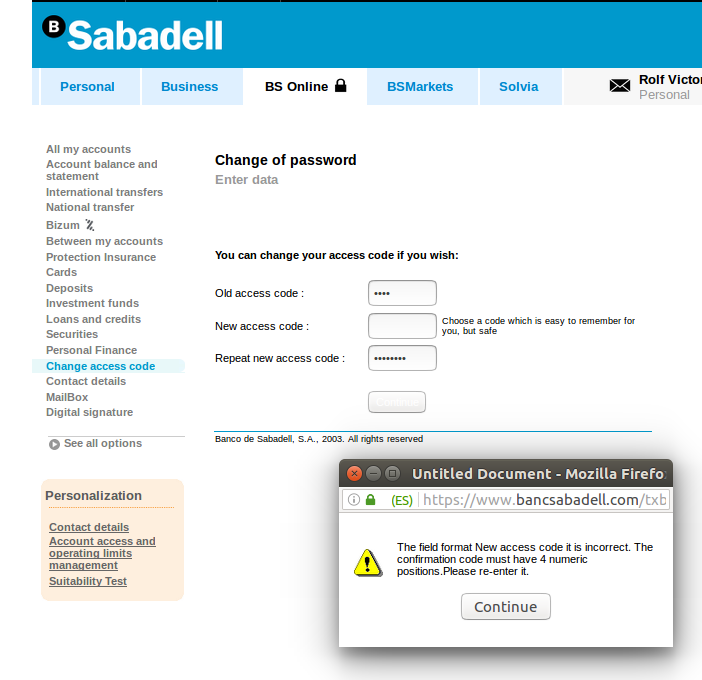 B Sabadell
Personal Business BS Online BSMarkets Solvia
Rolf Victor
Personal
All my accounts
Account balance and
statement
International transfers
National transfer
Bizum
Between my accounts
Protection Insurance
Cards
Deposits
Investment funds
Loans and credits
Securities
Personal Finance
Change access code
Contact details
MailBox
Digital signature
See all options
Personalization
Contact details
Account access and
operating limits
management
Suitability Test
Change of password
Enter data
You can change your access code if you wish:
Old access code : ••••
New access code :
Choose a code which is easy to remember for
you, but safe
Repeat new access code : ••••••••
Continue
Banco de Sabadell, S.A., 2003. All rights reserved
Untitled Document - Mozilla Firefo
(ES) https://www.bancsabadell.com/txb
The field format New access code it is incorrect. The
confirmation code must have 4 numeric
positions.Please re-enter it.
Continue